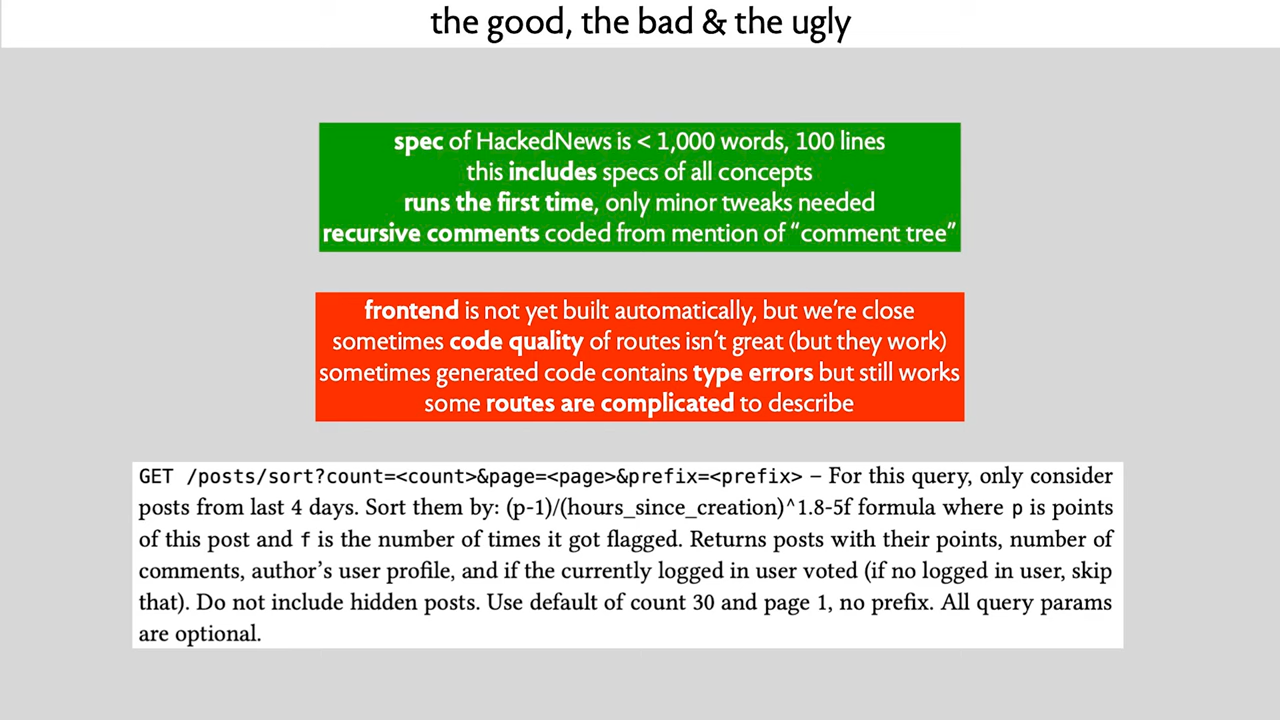 the good, the bad & the ugly
spec of HackedNews is < 1,000 words, 100 lines
this includes specs of all concepts
runs the first time, only minor tweaks needed
recursive comments coded from mention of “comment tree”
frontend is not yet built automatically, but we’re close
sometimes code quality of routes isn’t great (but they work)
sometimes generated code contains type errors but still works
some routes are complicated to describe
GET /posts/sort?count=<count>&page=<page>&prefix=<prefix> – For this query, only consider
posts from last 4 days. Sort them by: (p-1)/(hours_since_creation)^1.8-5f formula where p is points
of this post and f is the number of times it got flagged. Returns posts with their points, number of
comments, author’s user profile, and if the currently logged in user voted (if no logged in user, skip
that). Do not include hidden posts. Use default of count 30 and page 1, no prefix. All query params
are optional.